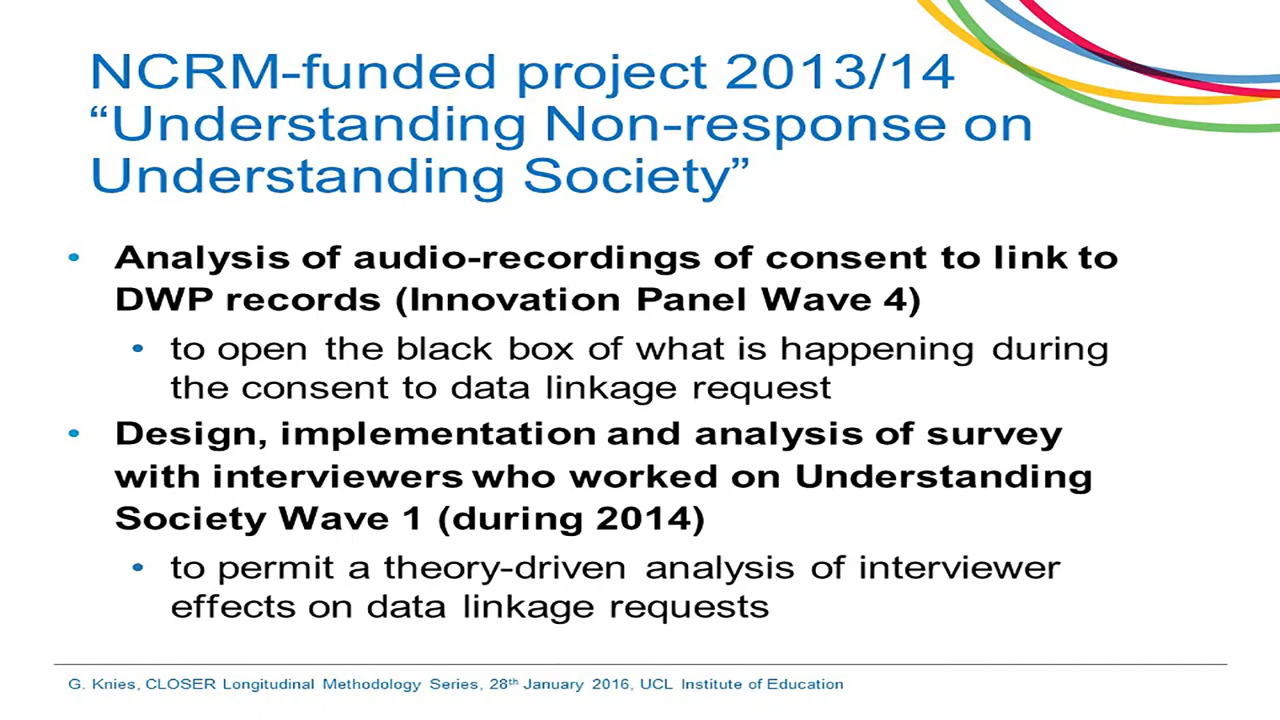 NCRM-funded project 2013/14
“Understanding Non-response on
Understanding Society”
• Analysis of audio-recordings of consent to link to
DWP records (Innovation Panel Wave 4)
• to open the black box of what is happening during
the consent to data linkage request
• Design, implementation and analysis of survey
with interviewers who worked on Understanding
Society Wave 1 (during 2014)
• to permit a theory-driven analysis of interviewer
effects on data linkage requests
G. Knies, CLOSER Longitudinal Methodology Series, 28th January 2016, UCL Institute of Education